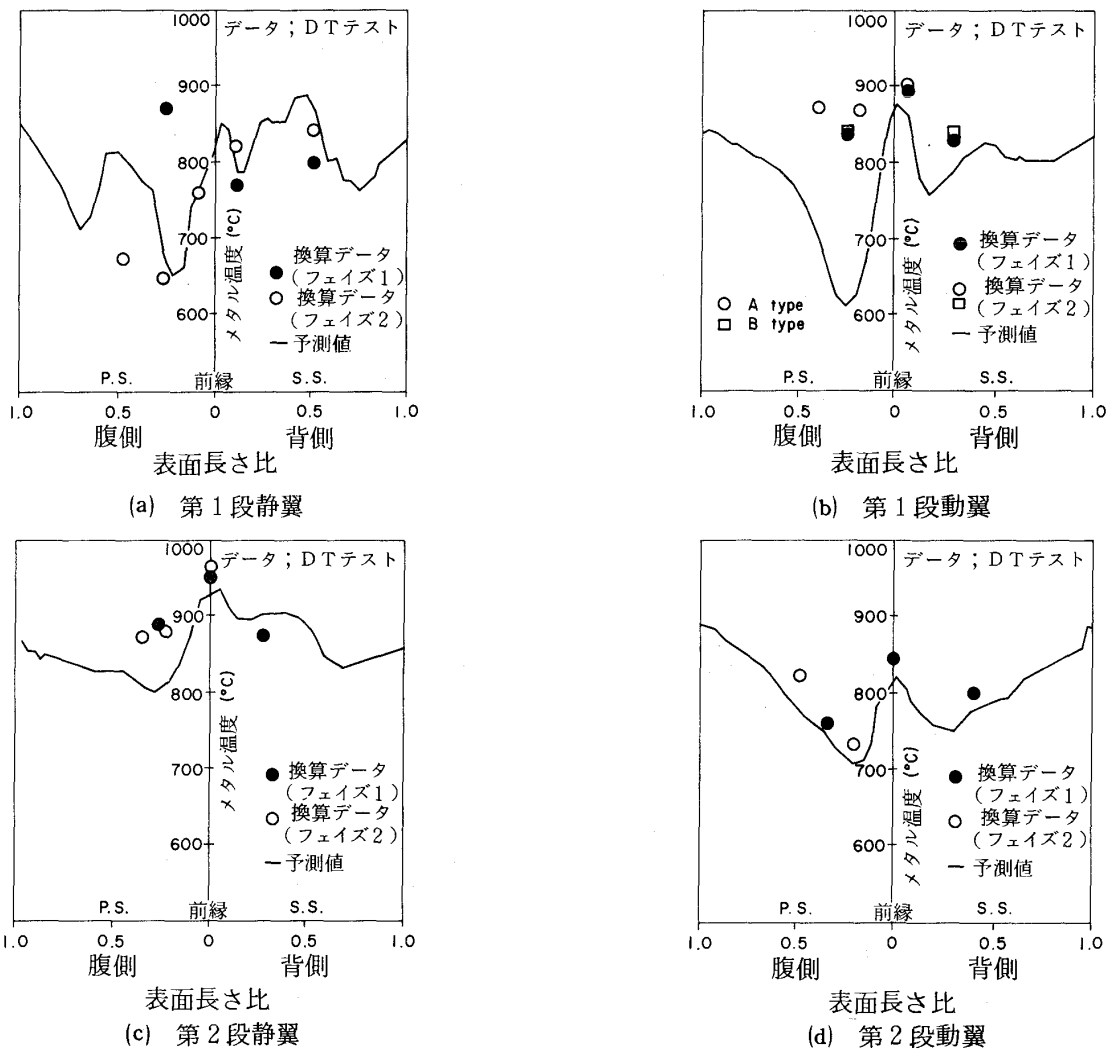 1000
データ；DTテスト
900
800
700
600
メタル温度 (°C)
換算データ
(フェイズ1)
換算データ
(フェイズ2)
予測値
P.S.
前縁
S.S.
1.0
0.5
0
0.5
1.0
腹側
背側
表面長さ比
(a) 第1段静翼
1000
データ；DTテスト
900
800
700
600
メタル温度 (°C)
換算データ
(フェイズ1)
換算データ
(フェイズ2)
予測値
A type
B type
P.S.
前縁
S.S.
1.0
0.5
0
0.5
1.0
腹側
背側
表面長さ比
(b) 第1段動翼
1000
データ；DTテスト
900
800
700
600
メタル温度 (°C)
換算データ
(フェイズ1)
換算データ
(フェイズ2)
予測値
P.S.
前縁
S.S.
1.0
0.5
0
0.5
1.0
腹側
背側
表面長さ比
(c) 第2段静翼
1000
データ；DTテスト
900
800
700
600
メタル温度 (°C)
換算データ
(フェイズ1)
換算データ
(フェイズ2)
予測値
P.S.
前縁
S.S.
1.0
0.5
0
0.5
1.0
腹側
背側
表面長さ比
(d) 第2段動翼